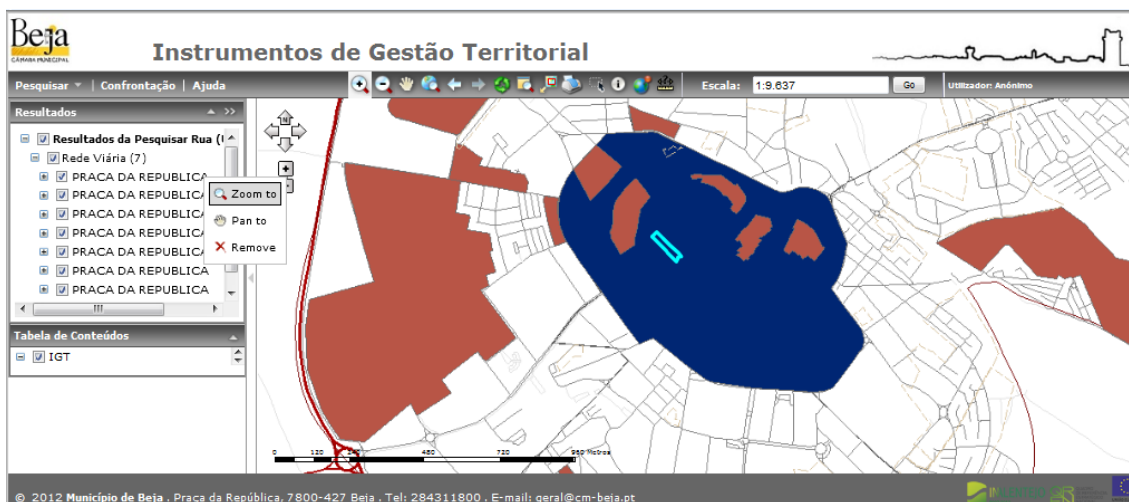 Beja
CÂMARA MUNICIPAL
Instrumentos de Gestão Territorial
Pesquisar | Confrontação | Ajuda
Escala: 1:9.637 Go Utilizador: Anónimo
Resultados
Resultados da Pesquisar Rua
Rede Viária (7)
PRACA DA REPUBLICA
PRACA DA REPUBLICA
PRACA DA REPUBLICA
PRACA DA REPUBLICA
PRACA DA REPUBLICA
PRACA DA REPUBLICA
PRACA DA REPUBLICA
Zoom to
Pan to
Remove
N
Tabela de Conteúdos
IGT
0 120 240 480 720 960 Metros
© 2012 Município de Beja . Praça da República, 7800-427 Beja . Tel: 284311800 . E-mail: geral@cm-beja.pt